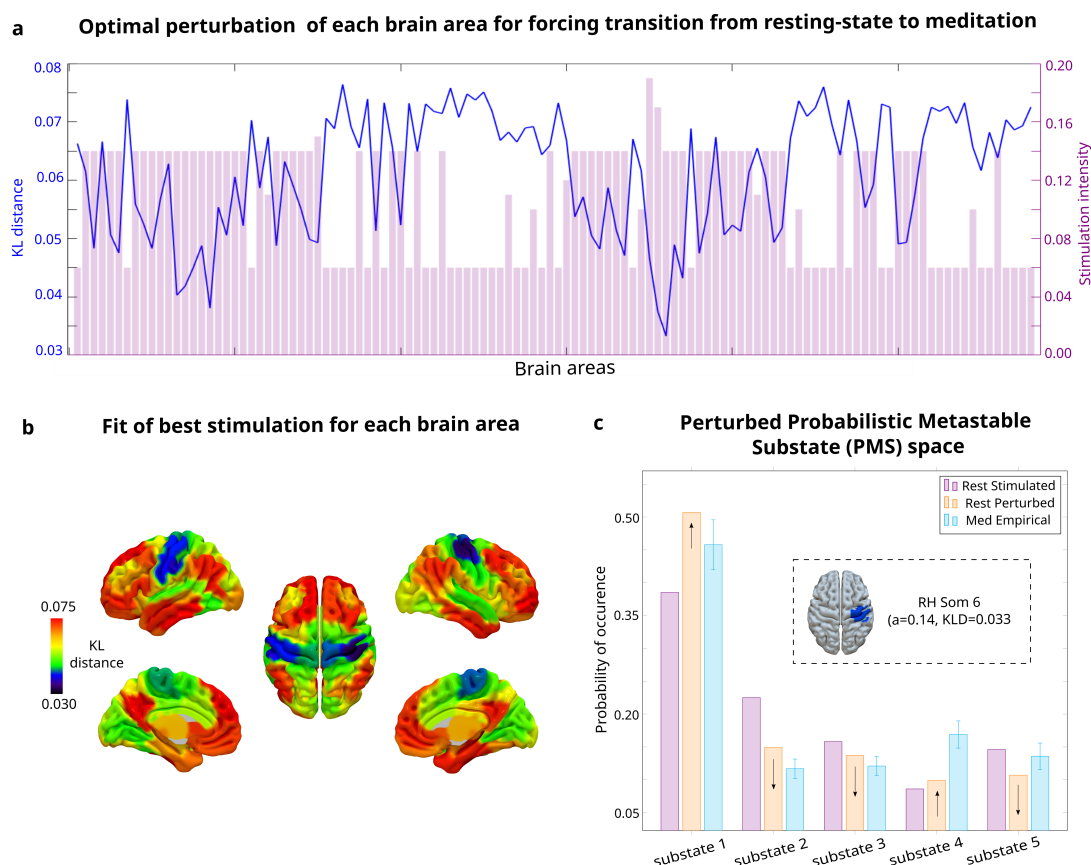 a
Optimal perturbation of each brain area for forcing transition from resting-state to meditation
0.08
0.07
0.06
0.05
0.04
0.03
KL distance
0.20
0.16
0.12
0.08
0.04
0.00
Stimulation intensity
Brain areas
b
Fit of best stimulation for each brain area
0.075
KL
distance
0.030
c
Perturbed Probabilistic Metastable
Substate (PMS) space
Rest Stimulated
Rest Perturbed
Med Empirical
0.50
0.35
0.20
0.05
Probability of occurence
RH Som 6
(a=0.14, KLD=0.033
substate 1
substate 2
substate 3
substate 4
substate 5